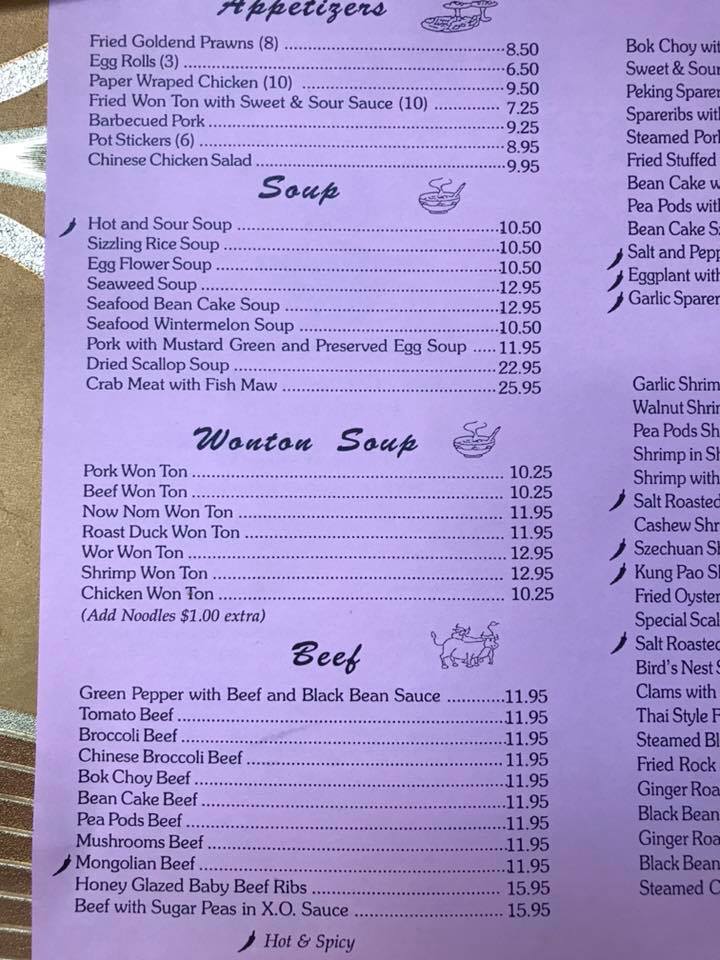 Appetizers
Fried Goldend Prawns (8) 8.50
Egg Rolls (3) 6.50
Paper Wraped Chicken (10) 9.50
Fried Won Ton with Sweet & Sour Sauce (10) 7.25
Barbecued Pork 9.25
Pot Stickers (6) 8.95
Chinese Chicken Salad 9.95
Soup
Hot and Sour Soup 10.50
Sizzling Rice Soup 10.50
Egg Flower Soup 10.50
Seaweed Soup 12.95
Seafood Bean Cake Soup 12.95
Seafood Wintermelon Soup 10.50
Pork with Mustard Green and Preserved Egg Soup 11.95
Dried Scallop Soup 22.95
Crab Meat with Fish Maw 25.95
Wonton Soup
Pork Won Ton 10.25
Beef Won Ton 10.25
Now Nom Won Ton 11.95
Roast Duck Won Ton 11.95
Wor Won Ton 12.95
Shrimp Won Ton 12.95
Chicken Won Ton 10.25
(Add Noodles $1.00 extra)
Beef
Green Pepper with Beef and Black Bean Sauce 11.95
Tomato Beef 11.95
Broccoli Beef 11.95
Chinese Broccoli Beef 11.95
Bok Choy Beef 11.95
Bean Cake Beef 11.95
Pea Pods Beef 11.95
Mushrooms Beef 11.95
Mongolian Beef 11.95
Honey Glazed Baby Beef Ribs 15.95
Beef with Sugar Peas in X.O. Sauce 15.95
Hot & Spicy
Bok Choy wit
Sweet & Sour
Peking Sparer
Spareribs wit
Steamed Por
Fried Stuffed
Bean Cake w
Pea Pods wit
Bean Cake S
Salt and Pepp
Eggplant with
Garlic Sparer
Garlic Shrim
Walnut Shri
Pea Pods Sh
Shrimp in Sh
Shrimp with
Salt Roasted
Cashew Shr
Szechuan Sh
Kung Pao Sh
Fried Oyster
Special Scal
Salt Roasted
Bird's Nest S
Clams with
Thai Style F
Steamed Bl
Fried Rock
Ginger Roa
Black Bean
Ginger Roa
Black Bean
Steamed C